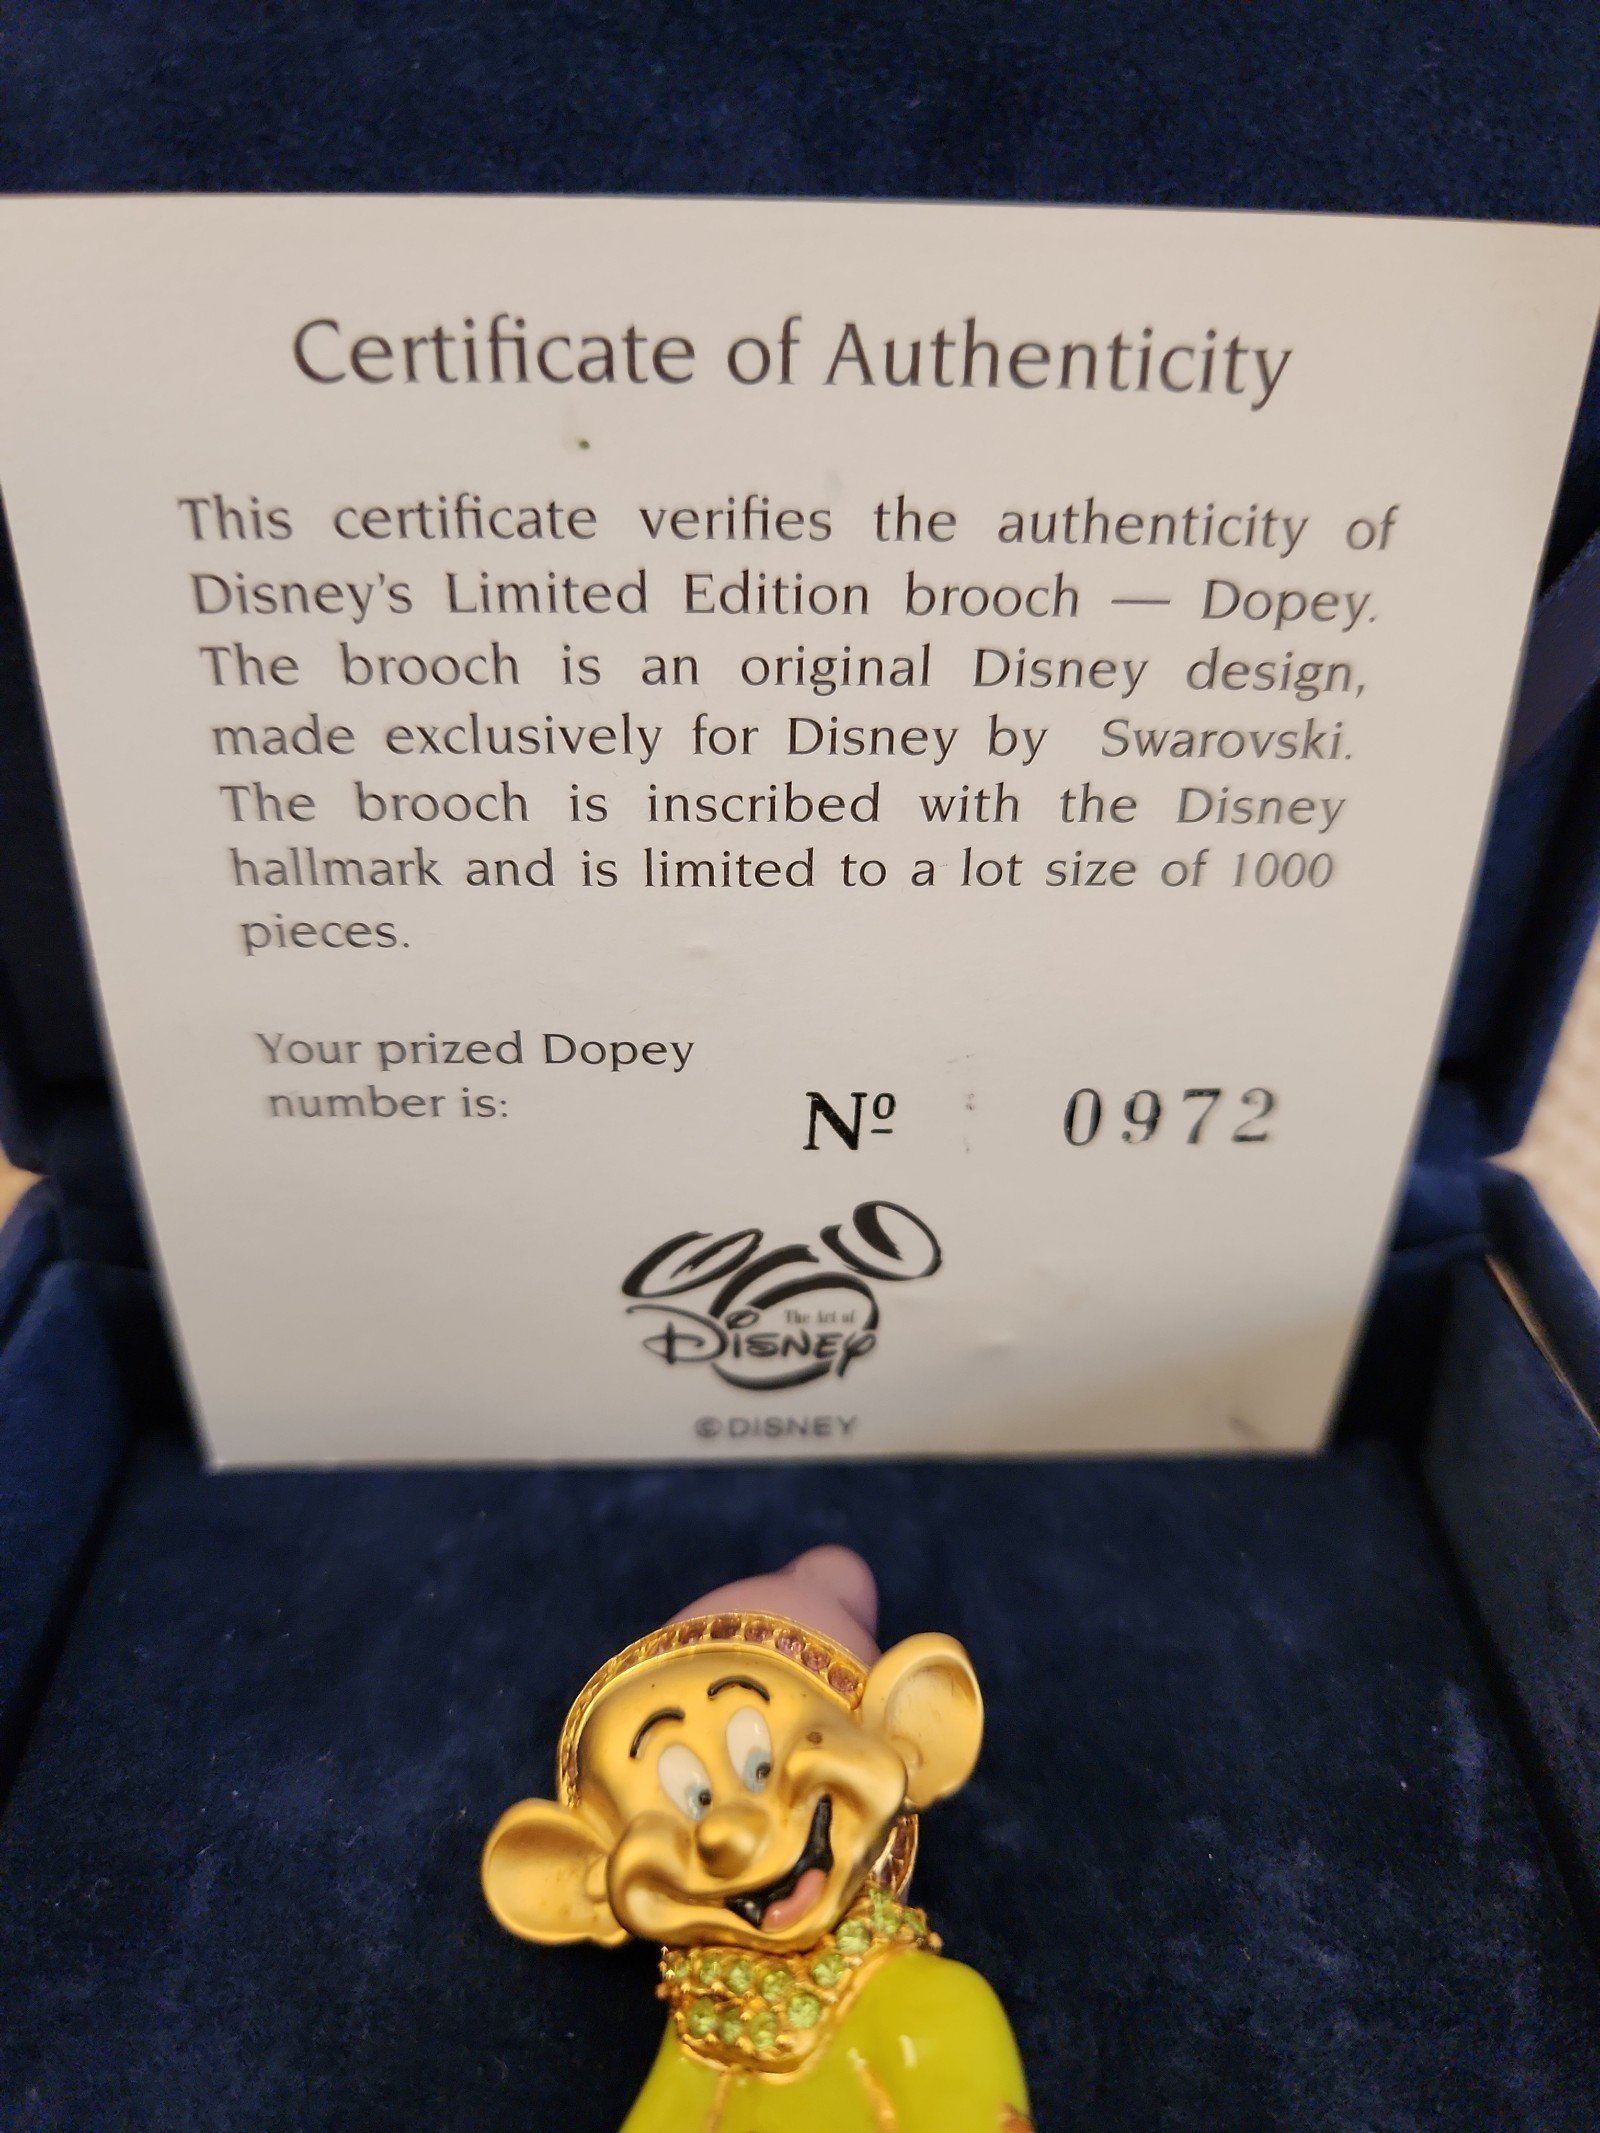 Certificate of Authenticity
This certificate verifies the authenticity of
Disney's Limited Edition brooch — Dopey.
The brooch is an original Disney design,
made exclusively for Disney by Swarovski.
The brooch is inscribed with the Disney
hallmark and is limited to a lot size of 1000
pieces.
Your prized Dopey
number is:
Nº 0972
The Art of
DISNEY
©DISNEY